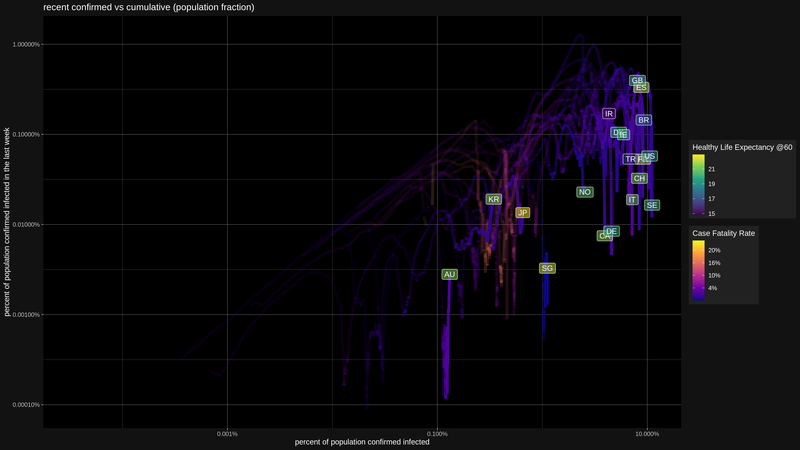 recent confirmed vs cumulative (population fraction)
percent of population confirmed infected in the last week
1.00000%
0.10000%
0.01000%
0.00100%
0.00010%
GB
ES
IR
BR
IE
TR
US
CH
NO
IT
SE
KR
JP
DE
CA
SG
AU
0.001%
0.100%
10.000%
percent of population confirmed infected
Healthy Life Expectancy @60
21
19
17
15
Case Fatality Rate
20%
16%
10%
4%